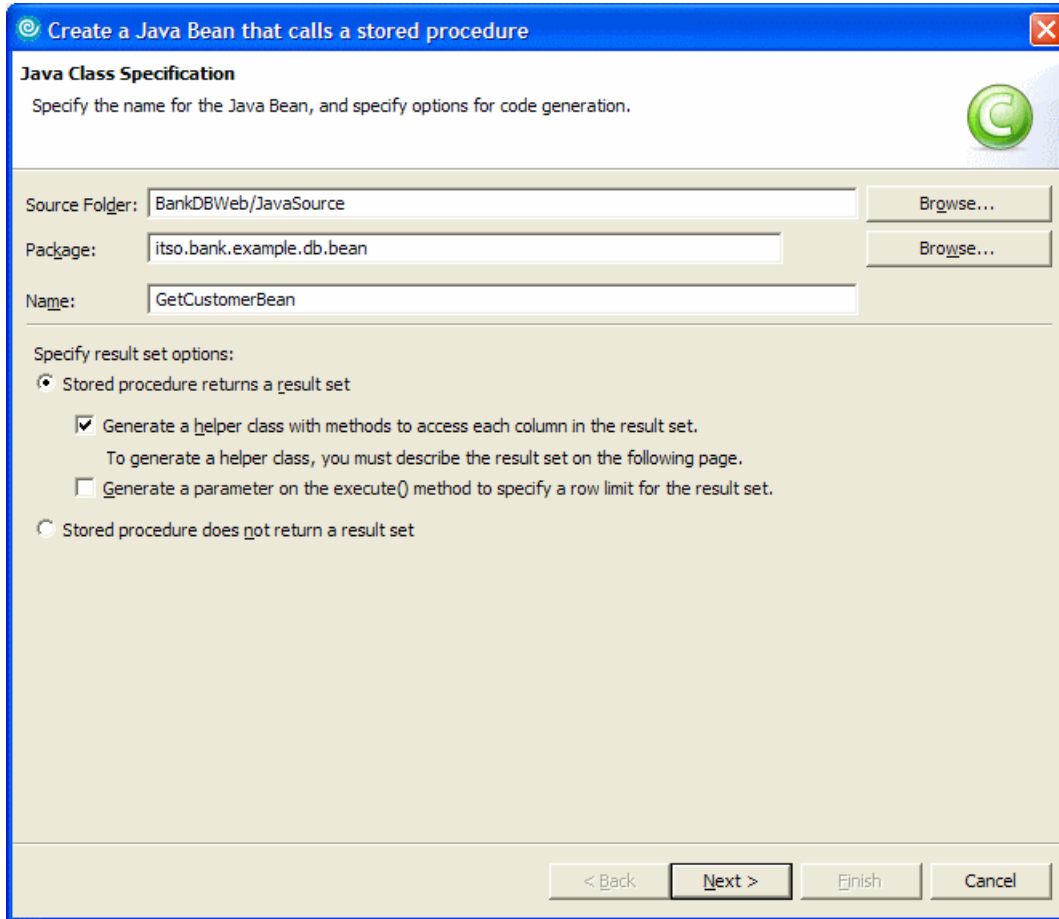 Create a Java Bean that calls a stored procedure
Java Class Specification
Specify the name for the Java Bean, and specify options for code generation.
Source Folder: BankDBWeb/JavaSource Browse...
Package: itso.bank.example.db.bean Browse...
Name: GetCustomerBean
Specify result set options:
Stored procedure returns a result set
Generate a helper class with methods to access each column in the result set.
To generate a helper class, you must describe the result set on the following page.
Generate a parameter on the execute() method to specify a row limit for the result set.
Stored procedure does not return a result set
< Back Next > Finish Cancel